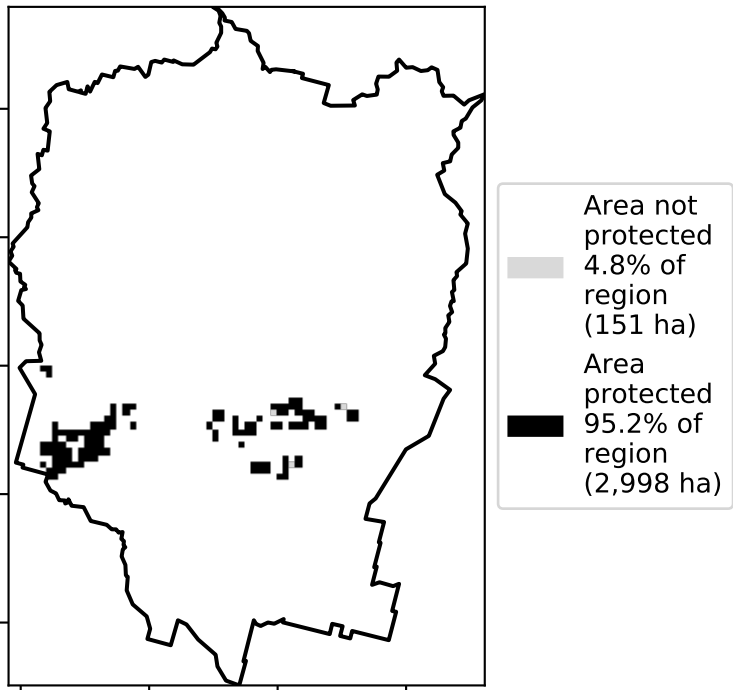 Area not
protected
4.8% of
region
(151 ha)
Area
protected
95.2% of
region
(2,998 ha)